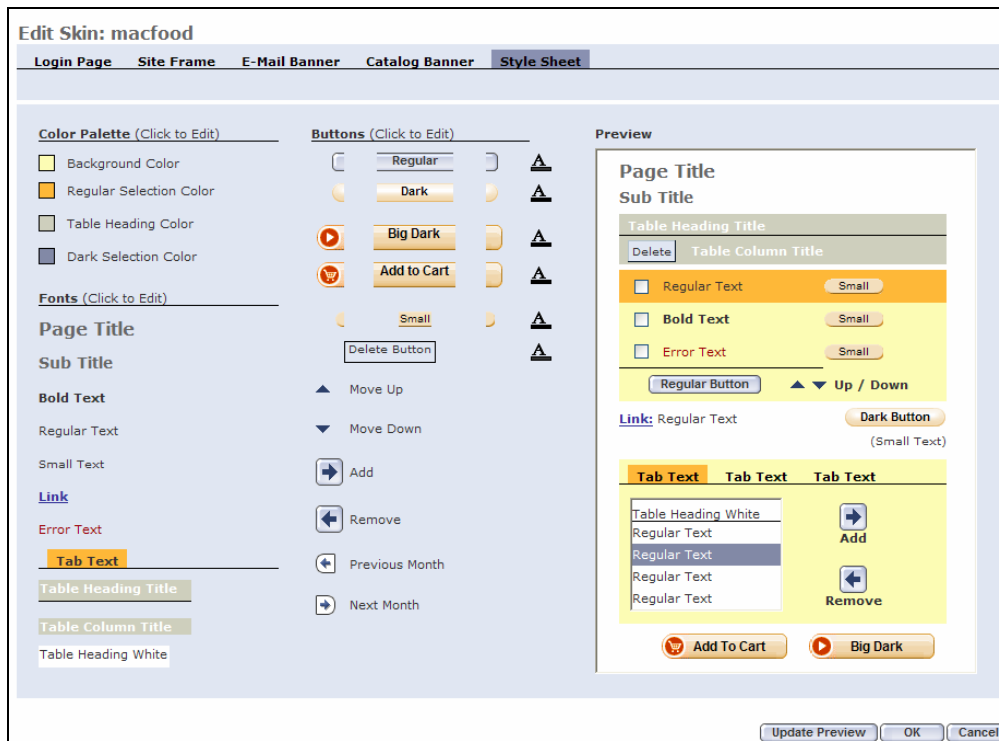 Edit Skin: macfood
Login Page Site Frame E-Mail Banner Catalog Banner Style Sheet
Color Palette (Click to Edit)
Background Color
Regular Selection Color
Table Heading Color
Dark Selection Color
Fonts (Click to Edit)
Page Title
Sub Title
Bold Text
Regular Text
Small Text
Link
Error Text
Tab Text
Table Heading Title
Table Column Title
Table Heading White
Buttons (Click to Edit)
Regular A
Dark A
Big Dark A
Add to Cart A
Small A
Delete Button A
Move Up
Move Down
Add
Remove
Previous Month
Next Month
Preview
Page Title
Sub Title
Table Heading Title
Delete Table Column Title
Regular Text Small
Bold Text Small
Error Text Small
Regular Button Up / Down
Link: Regular Text Dark Button
(Small Text)
Tab Text Tab Text Tab Text
Table Heading White
Regular Text
Regular Text
Regular Text
Regular Text
Add
Remove
Add To Cart Big Dark
Update Preview OK Cancel